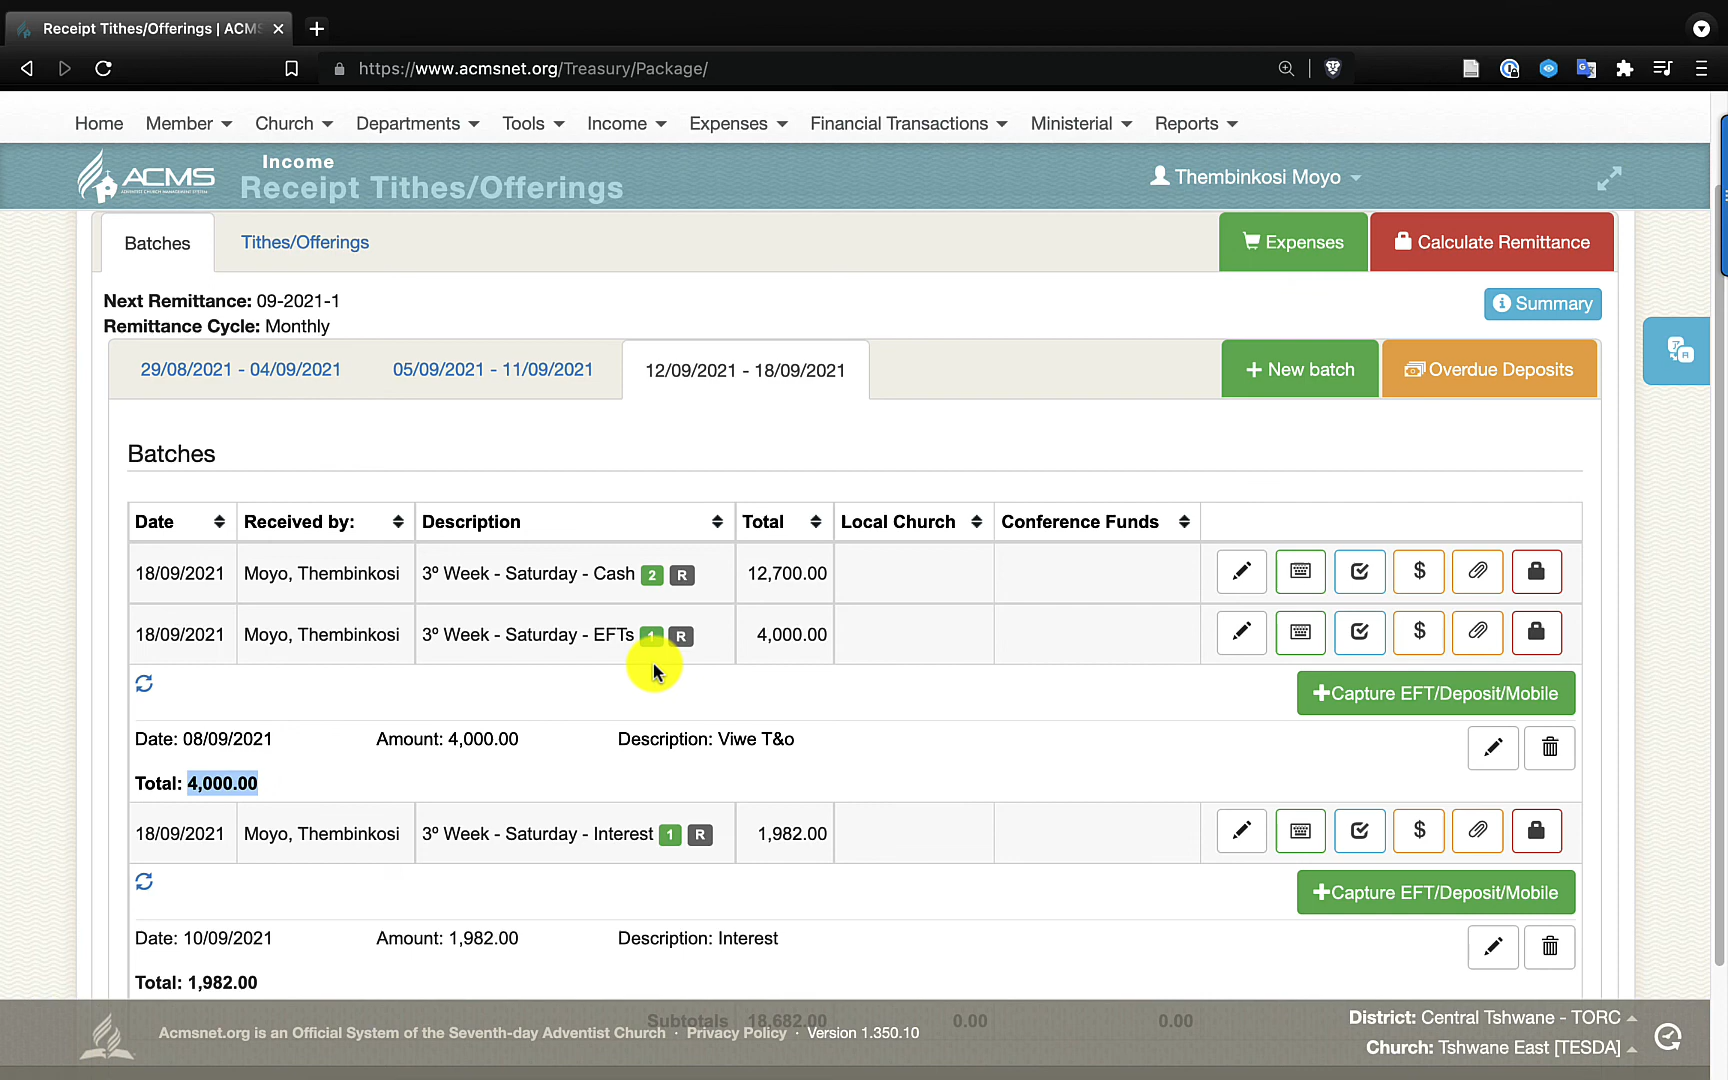 Receipt Tithes/Offerings | ACMS
https://www.acmsnet.org/Treasury/Package/
Home Member Church Departments Tools Income Expenses Financial Transactions Ministerial Reports
ACMS
ADVENTIST CHURCH MANAGEMENT SYSTEM
Income
Receipt Tithes/Offerings
Thembinkosi Moyo
Batches Tithes/Offerings Expenses Calculate Remittance
Next Remittance: 09-2021-1
Summary
Remittance Cycle: Monthly
29/08/2021 - 04/09/2021 05/09/2021 - 11/09/2021 12/09/2021 - 18/09/2021 + New batch Overdue Deposits
Batches
Date Received by: Description Total Local Church Conference Funds
18/09/2021 Moyo, Thembinkosi 3º Week - Saturday - Cash 2 R 12,700.00 $
18/09/2021 Moyo, Thembinkosi 3º Week - Saturday - EFTs 1 R 4,000.00 $
+Capture EFT/Deposit/Mobile
Date: 08/09/2021 Amount: 4,000.00 Description: Viwe T&o
Total: 4,000.00
18/09/2021 Moyo, Thembinkosi 3º Week - Saturday - Interest 1 R 1,982.00 $
+Capture EFT/Deposit/Mobile
Date: 10/09/2021 Amount: 1,982.00 Description: Interest
Total: 1,982.00
Subtotals 18,682.00 0.00 0.00
Acmsnet.org is an Official System of the Seventh-day Adventist Church · Privacy Policy · Version 1.350.10
District: Central Tshwane - TORC
Church: Tshwane East [TESDA]